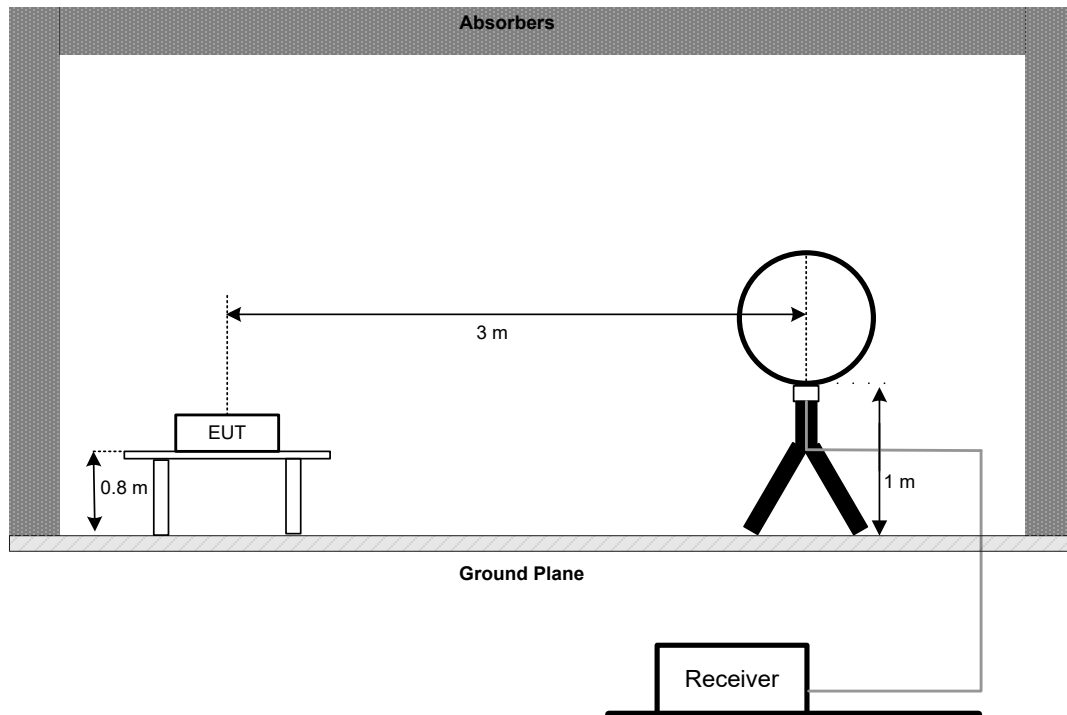 Absorbers
3 m
EUT
0.8 m
1 m
Ground Plane
Receiver